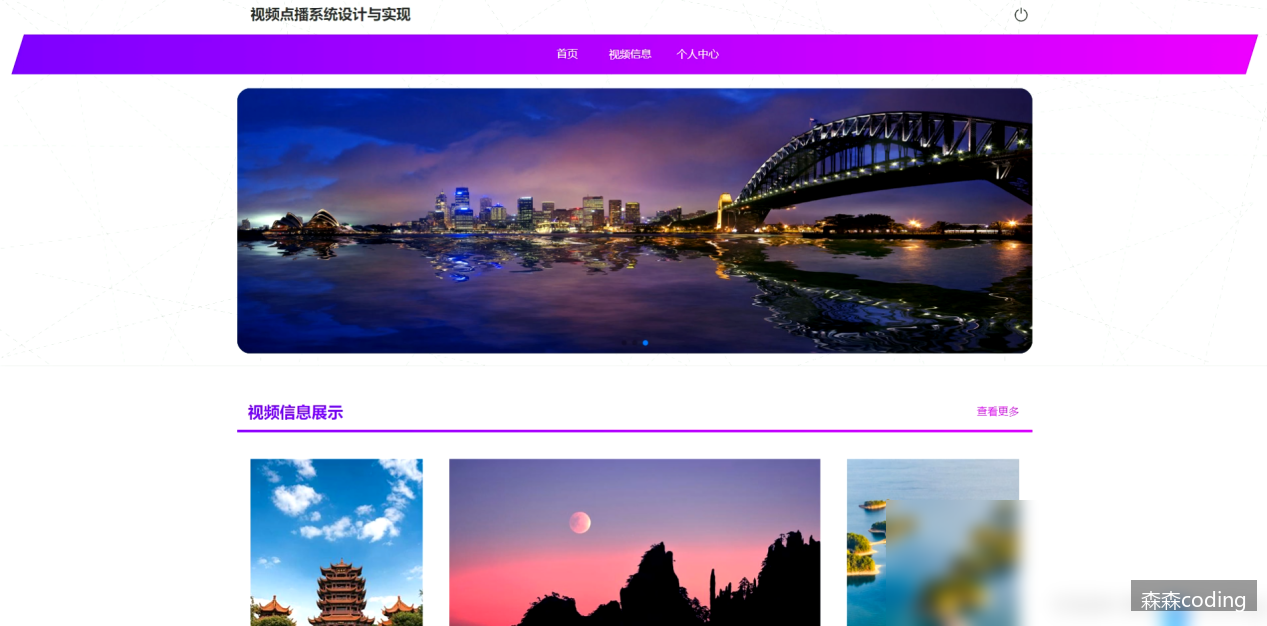 视频点播系统设计与实现
首页 视频信息 个人中心
视频信息展示
查看更多
森森coding